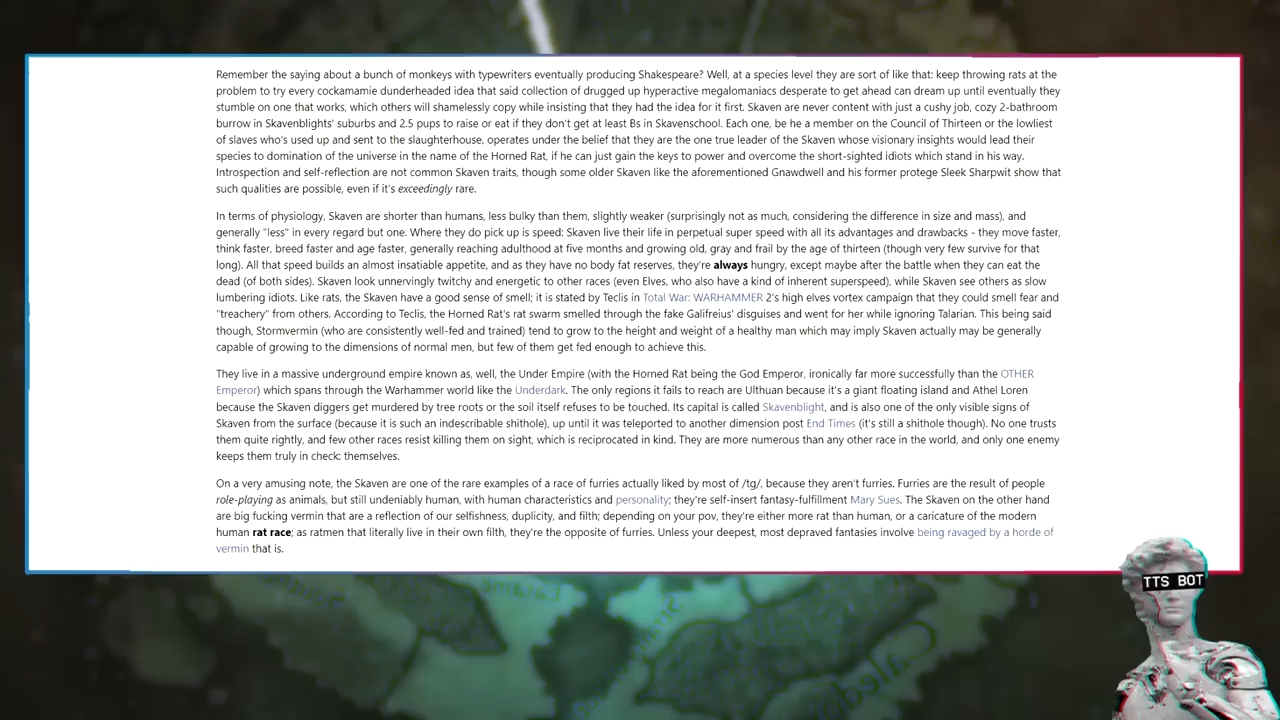 Remember the saying about a bunch of monkeys with typewriters eventually producing Shakespeare? Well, at a species level they are sort of like that: keep throwing rats at the
problem to try every cockamamie dunderheaded idea that said collection of drugged up hyperactive megalomaniacs desperate to get ahead can dream up until eventually they
stumble on one that works, which others will shamelessly copy while insisting that they had the idea for it first. Skaven are never content with just a cushy job, cozy 2-bathroom
burrow in Skavenblights' suburbs and 2.5 pups to raise or eat if they don't get at least Bs in Skavenschool. Each one, be he a member on the Council of Thirteen or the lowliest
of slaves who's used up and sent to the slaughterhouse, operates under the belief that they are the one true leader of the Skaven whose visionary insights would lead their
species to domination of the universe in the name of the Horned Rat, if he can just gain the keys to power and overcome the short-sighted idiots which stand in his way.
Introspection and self-reflection are not common Skaven traits, though some older Skaven like the aforementioned Gnawdwell and his former protege Sleek Sharpwit show that
such qualities are possible, even if it's exceedingly rare.
In terms of physiology, Skaven are shorter than humans, less bulky than them, slightly weaker (surprisingly not as much, considering the difference in size and mass), and
generally "less" in every regard but one. Where they do pick up is speed: Skaven live their life in perpetual super speed with all its advantages and drawbacks - they move faster,
think faster, breed faster and age faster, generally reaching adulthood at five months and growing old, gray and frail by the age of thirteen (though very few survive for that
long). All that speed builds an almost insatiable appetite, and as they have no body fat reserves, they're always hungry, except maybe after the battle when they can eat the
dead (of both sides). Skaven look unnervingly twitchy and energetic to other races (even Elves, who also have a kind of inherent superspeed), while Skaven see others as slow
lumbering idiots. Like rats, the Skaven have a good sense of smell; it is stated by Teclis in Total War: WARHAMMER 2's high elves vortex campaign that they could smell fear and
"treachery" from others. According to Teclis, the Horned Rat's rat swarm smelled through the fake Galifreius' disguises and went for her while ignoring Talarian. This being said
though, Stormvermin (who are consistently well-fed and trained) tend to grow to the height and weight of a healthy man which may imply Skaven actually may be generally
capable of growing to the dimensions of normal men, but few of them get fed enough to achieve this.
They live in a massive underground empire known as, well, the Under Empire (with the Horned Rat being the God Emperor, ironically far more successfully than the OTHER
Emperor) which spans through the Warhammer world like the Underdark. The only regions it fails to reach are Ulthuan because it's a giant floating island and Athel Loren
because the Skaven diggers get murdered by tree roots or the soil itself refuses to be touched. Its capital is called Skavenblight, and is also one of the only visible signs of
Skaven from the surface (because it is such an indescribable shithole), up until it was teleported to another dimension post End Times (it's still a shithole though). No one trusts
them quite rightly, and few other races resist killing them on sight, which is reciprocated in kind. They are more numerous than any other race in the world, and only one enemy
keeps them truly in check: themselves.
On a very amusing note, the Skaven are one of the rare examples of a race of furries actually liked by most of /tg/, because they aren't furries. Furries are the result of people
role-playing as animals, but still undeniably human, with human characteristics and personality; they're self-insert fantasy-fulfillment Mary Sues. The Skaven on the other hand
are big fucking vermin that are a reflection of our selfishness, duplicity, and filth; depending on your pov, they're either more rat than human, or a caricature of the modern
human rat race; as ratmen that literally live in their own filth, they're the opposite of furries. Unless your deepest, most depraved fantasies involve being ravaged by a horde of
vermin that is.
TTS BOT